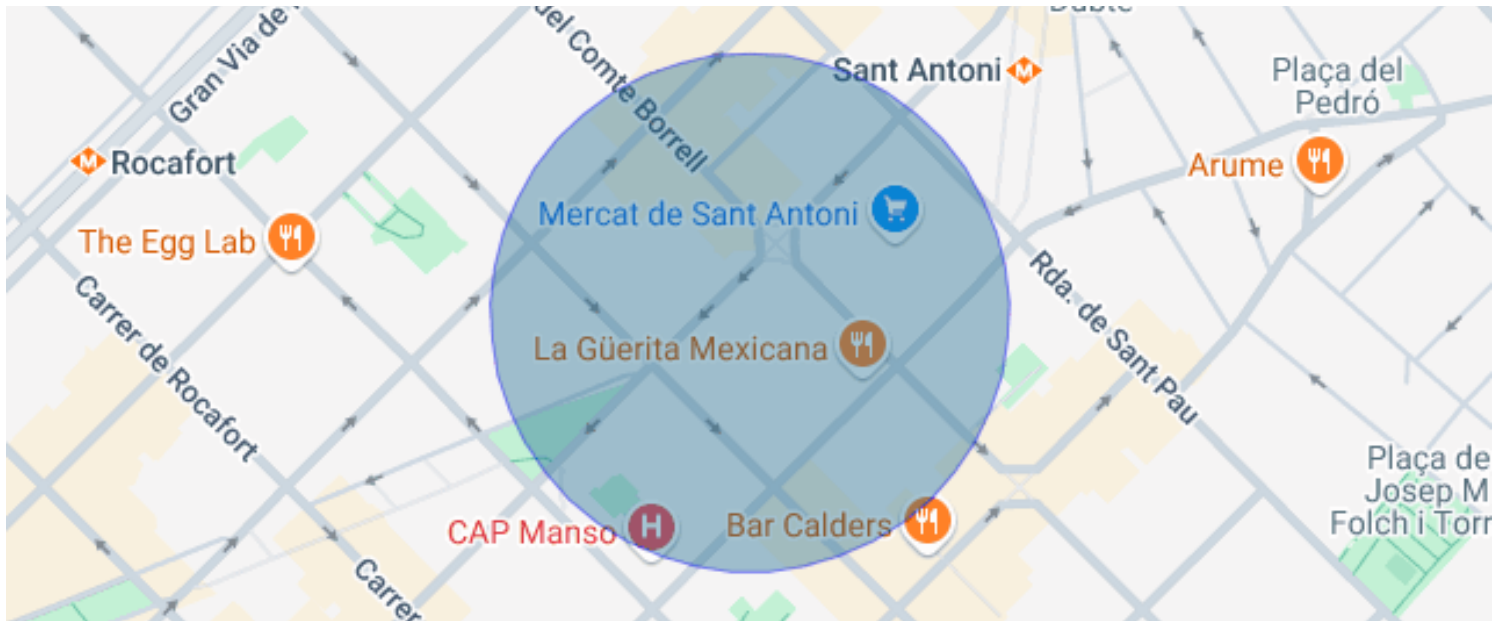 Gran Via de
del Comte Borrell
Sant Antoni
Plaça del
Pedró
Rocafort
Arume
Mercat de Sant Antoni
The Egg Lab
Carrer de Rocafort
Rda. de Sant Pau
La Güerita Mexicana
Plaça de
Josep M
Folch i Torr
CAP Manso
H
Bar Calders
Carrer